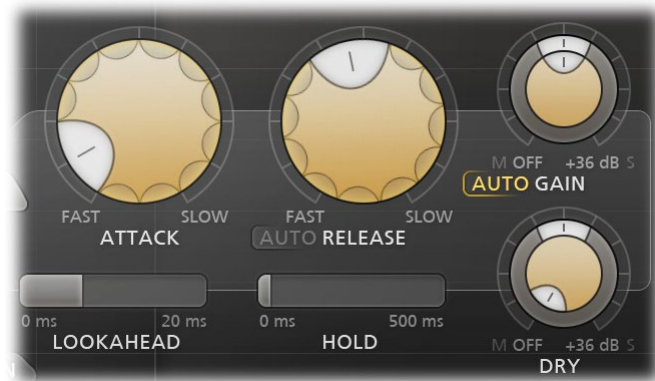 FAST SLOW
ATTACK
FAST SLOW
AUTO RELEASE
M OFF +36 dB S
AUTO GAIN
0 ms 20 ms
LOOKAHEAD
0 ms 500 ms
HOLD
M OFF +36 dB S
DRY